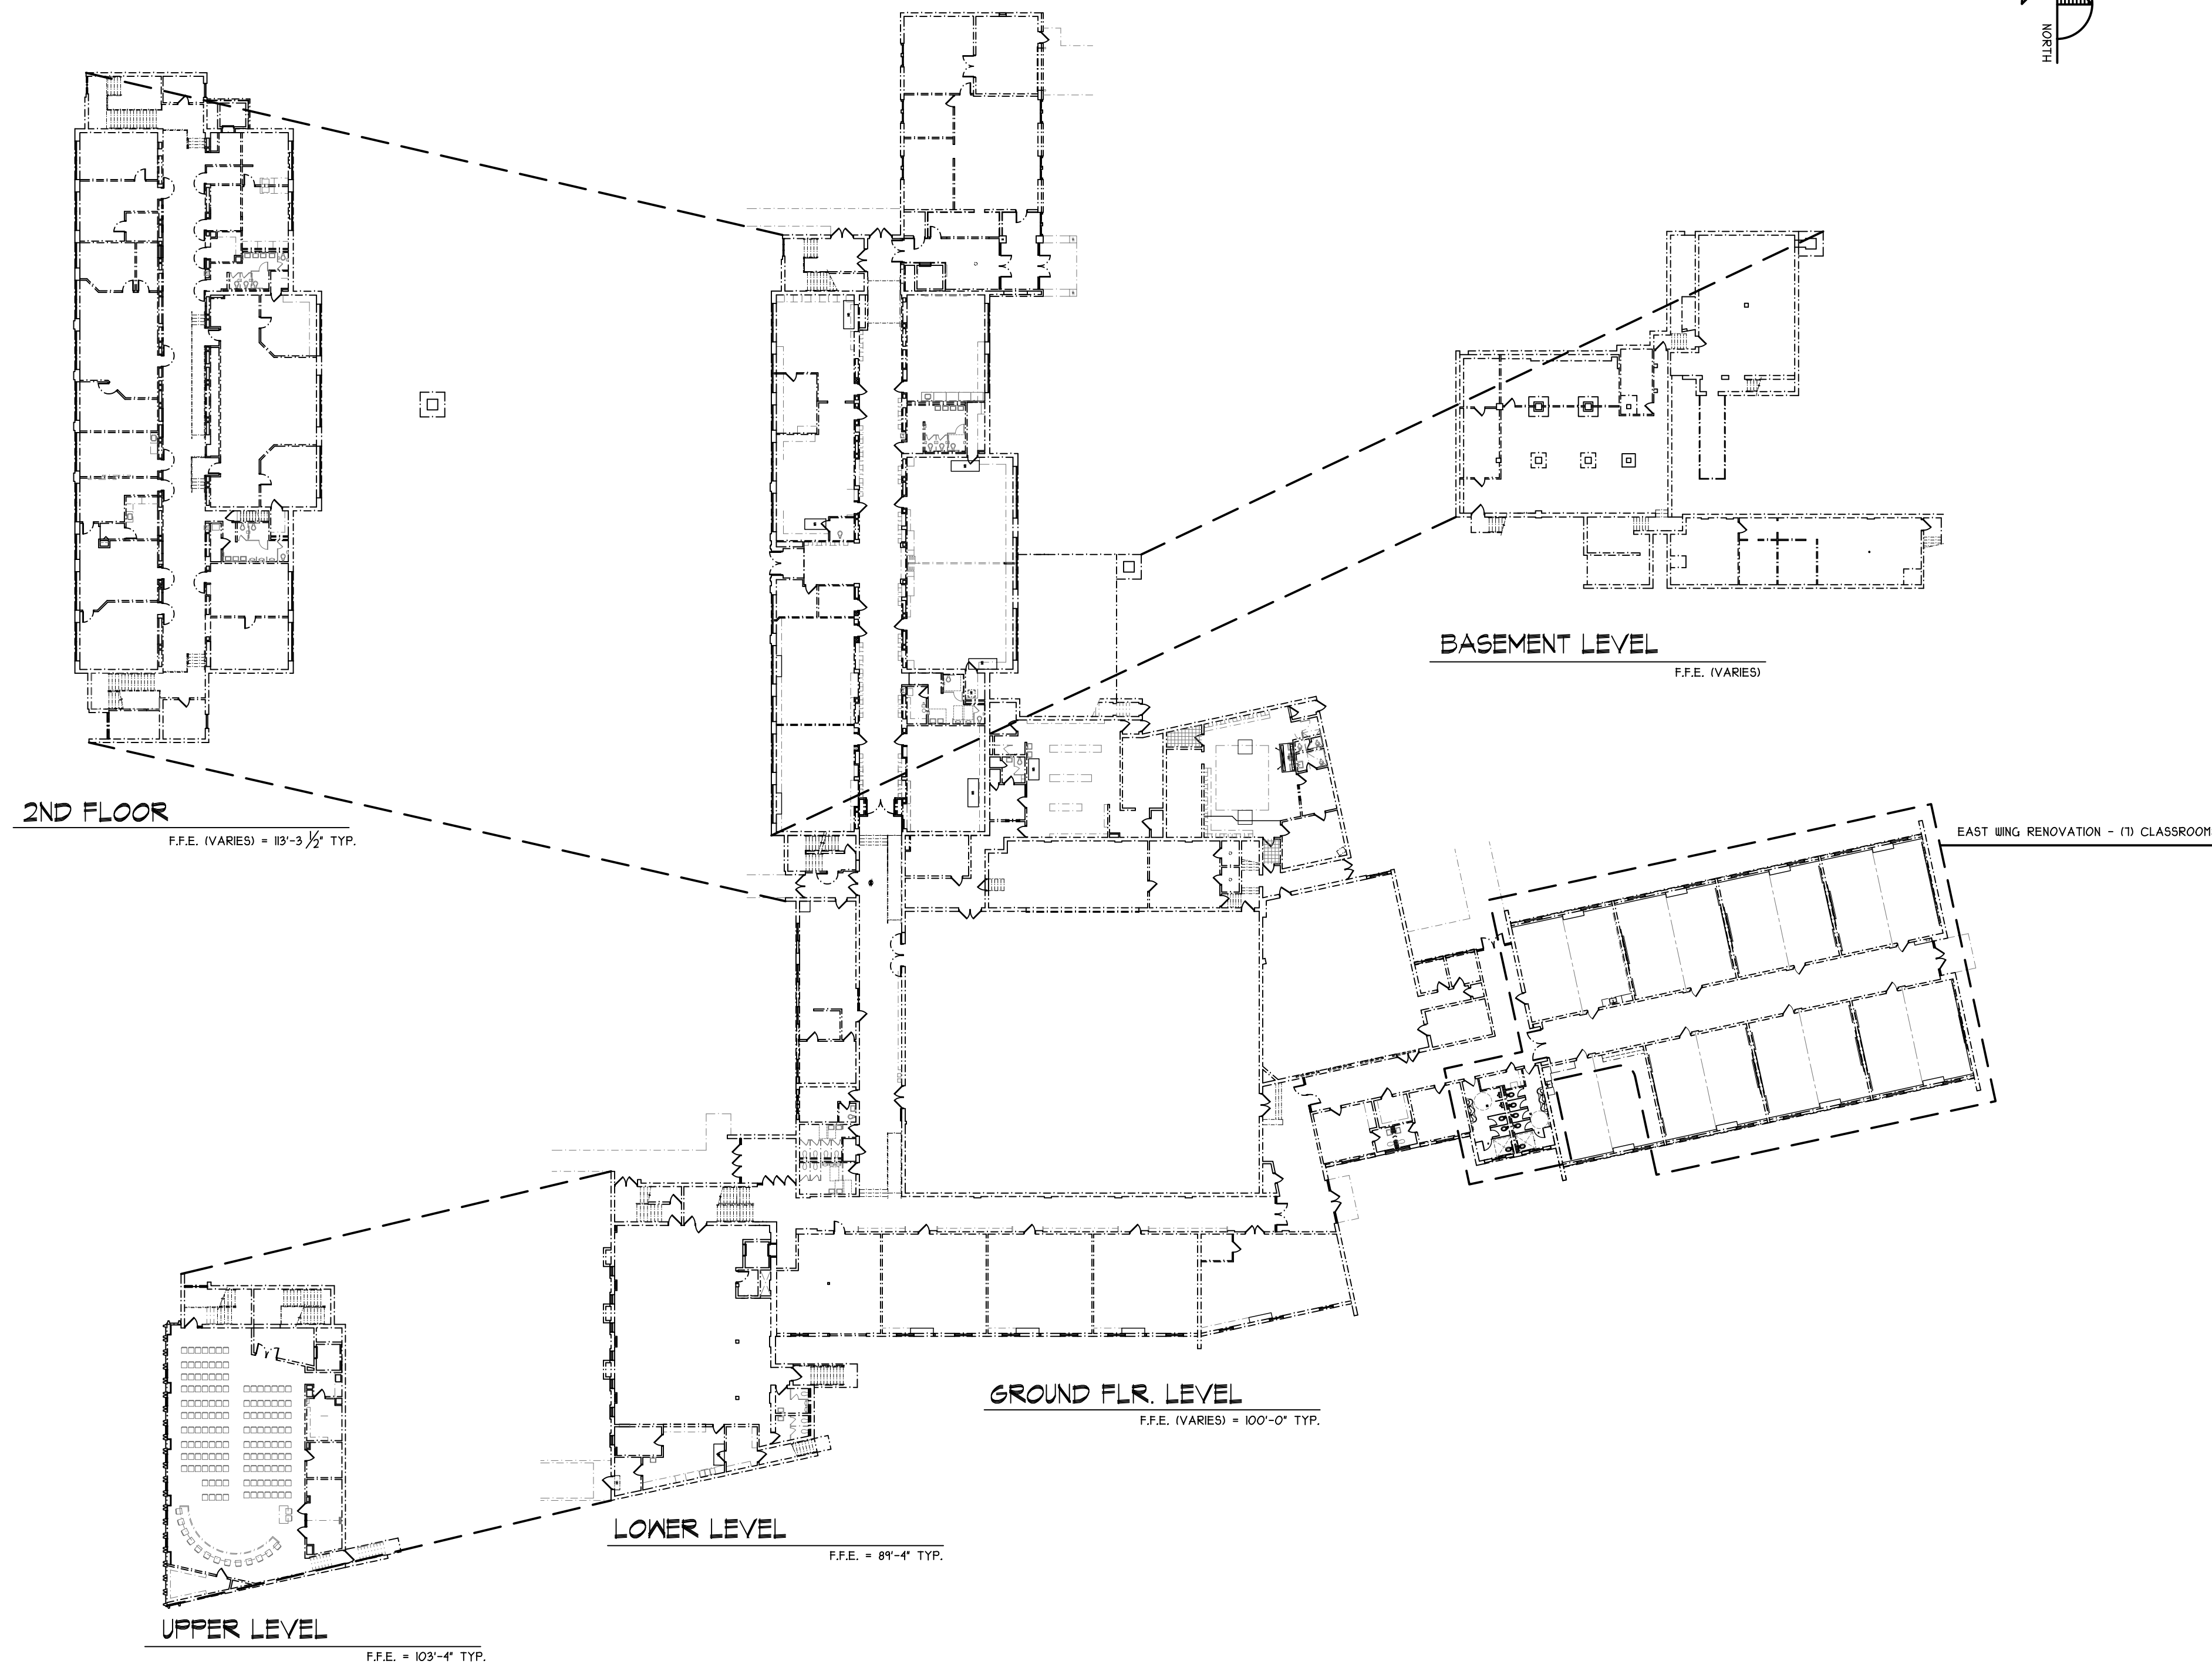 NORTH
BASEMENT LEVEL
F.F.E. (VARIES)
2ND FLOOR
F.F.E. (VARIES) = 113'-3 1/2" TYP.
EAST WING RENOVATION - (7) CLASSROOM
GROUND FLR. LEVEL
F.F.E. (VARIES) = 100'-0" TYP.
LOWER LEVEL
F.F.E. = 89'-4" TYP.
UPPER LEVEL
F.F.E. = 103'-4" TYP.